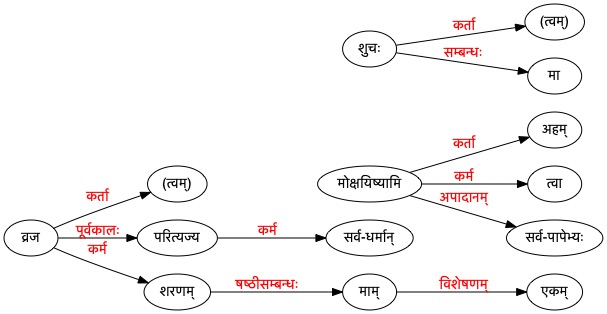 कर्ता
(त्वम्)
शुचः
सम्बन्धः
मा
कर्ता
अहम्
मोक्षयिष्यामि
कर्म
त्वा
अपादानम्
सर्व-पापेभ्यः
कर्ता
(त्वम्)
व्रज
पूर्वकालः
परित्यज्य
कर्म
सर्व-धर्मान्
कर्म
शरणम्
षष्ठीसम्बन्धः
माम्
विशेषणम्
एकम्